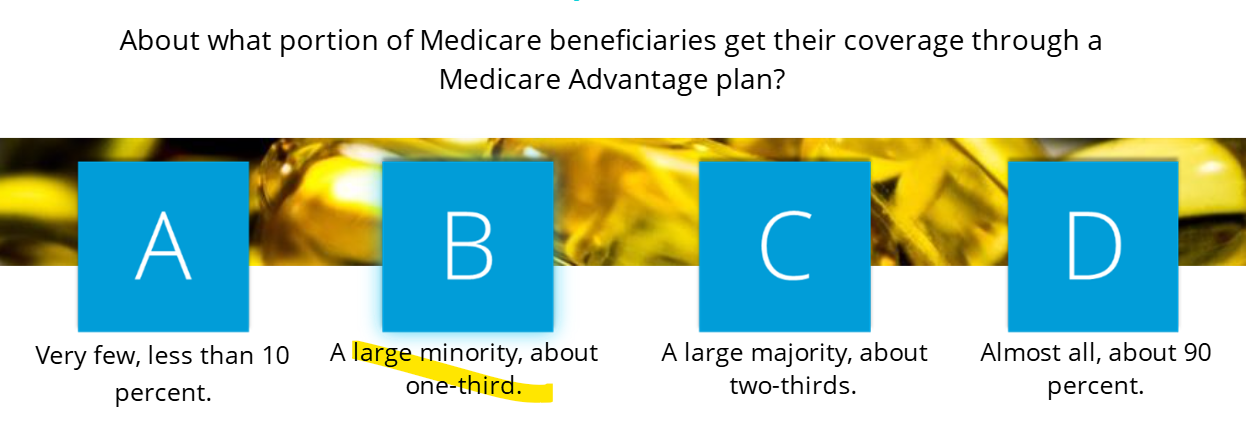 About what portion of Medicare beneficiaries get their coverage through a
Medicare Advantage plan?
A
B
C
D
Very few, less than 10
percent.
A large minority, about
one-third.
A large majority, about
two-thirds.
Almost all, about 90
percent.